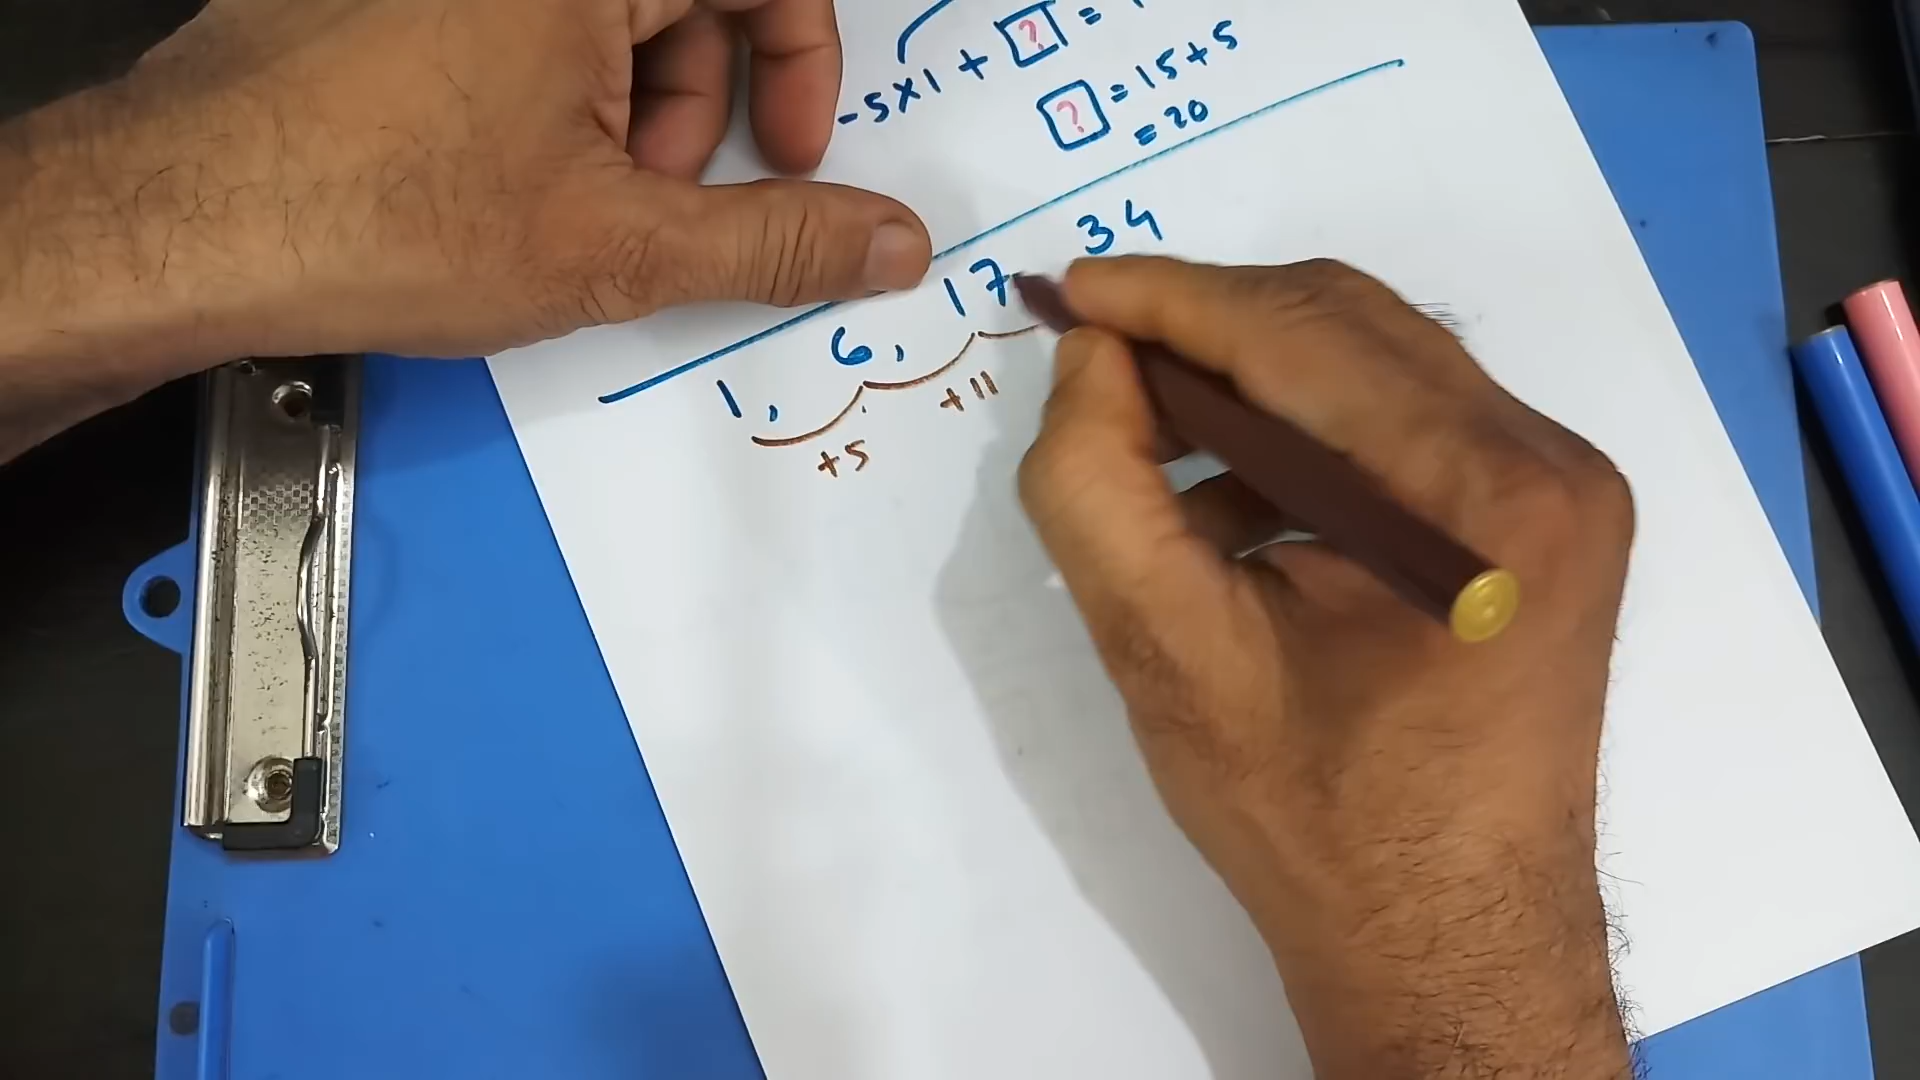 -5×1 + ? =
? = 15+5
= 20
1, 6, 17 34
+5 +11